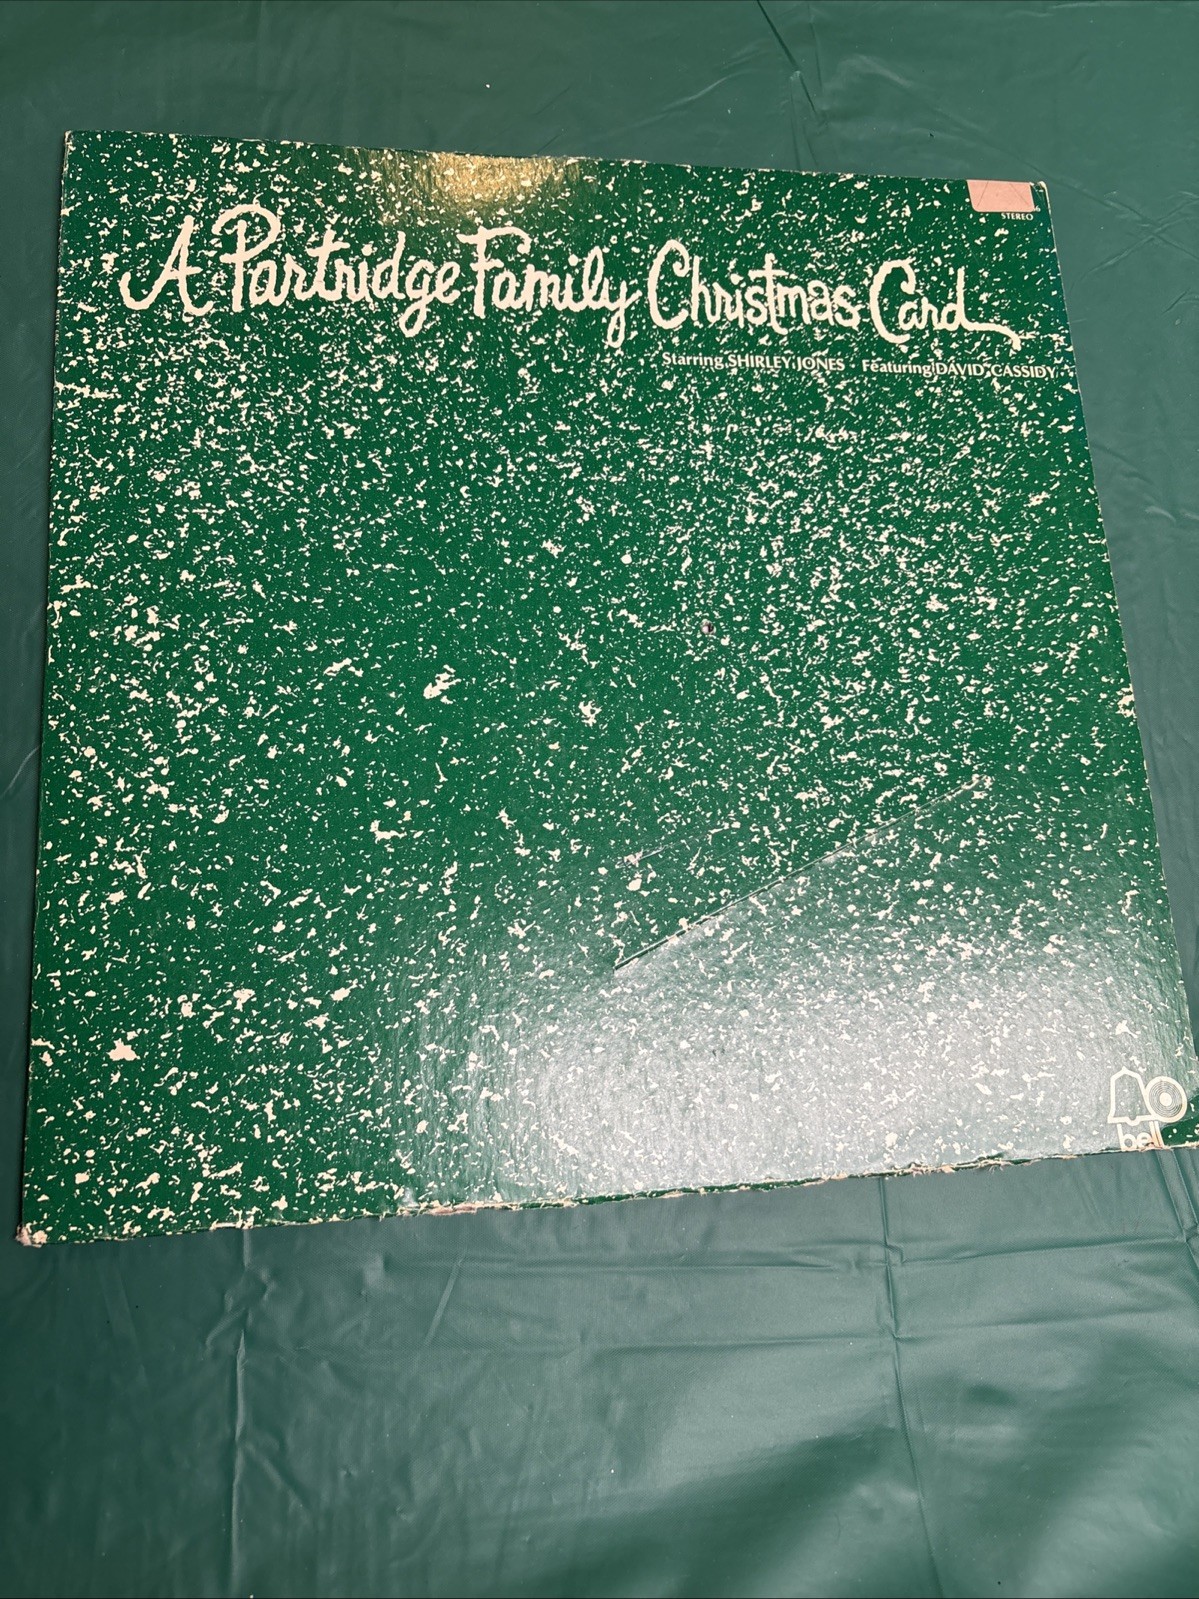 STEREO
A Partridge Family Christmas Card
Starring SHIRLEY JONES · Featuring DAVID CASSIDY
bell